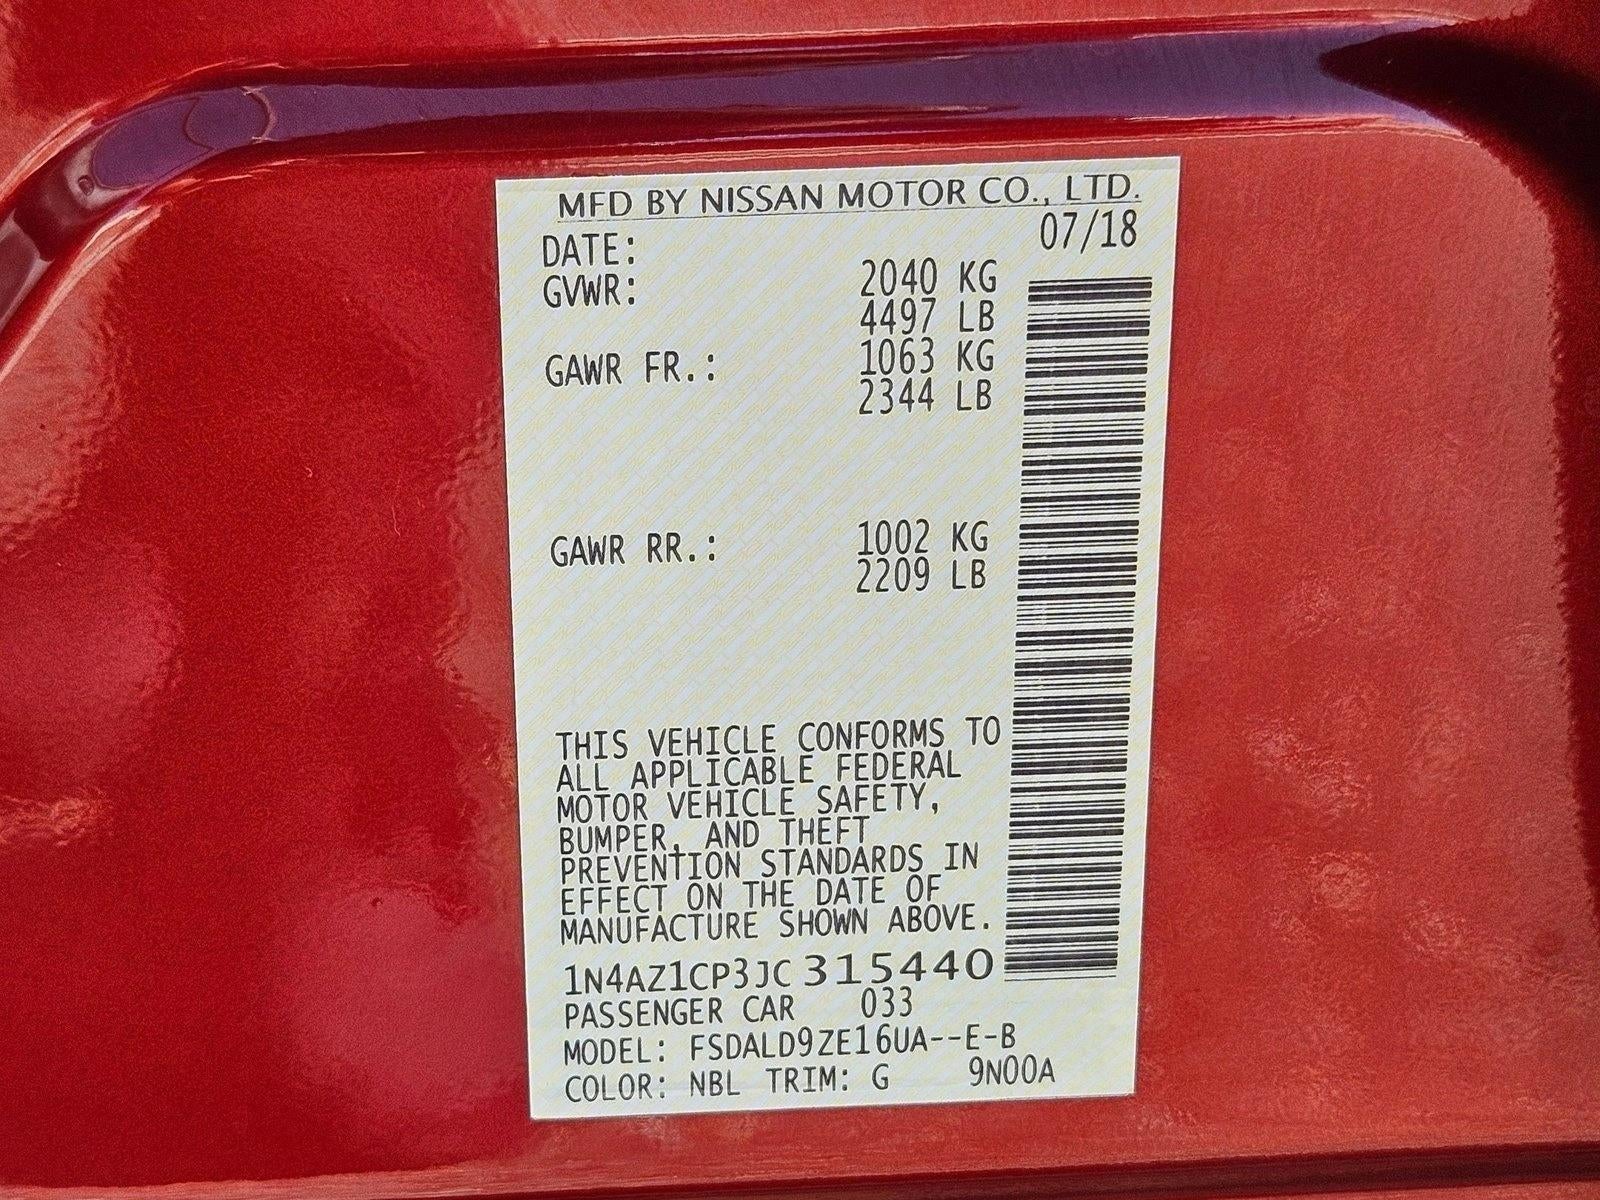 MFD BY NISSAN MOTOR CO., LTD.
DATE: 07/18
GVWR: 2040 KG
4497 LB
GAWR FR.: 1063 KG
2344 LB
GAWR RR.: 1002 KG
2209 LB
THIS VEHICLE CONFORMS TO
ALL APPLICABLE FEDERAL
MOTOR VEHICLE SAFETY,
BUMPER, AND THEFT
PREVENTION STANDARDS IN
EFFECT ON THE DATE OF
MANUFACTURE SHOWN ABOVE.
1N4AZ1CP3JC315440
PASSENGER CAR 033
MODEL: FSDALD9ZE16UA--E-B
COLOR: NBL TRIM: G 9N00A